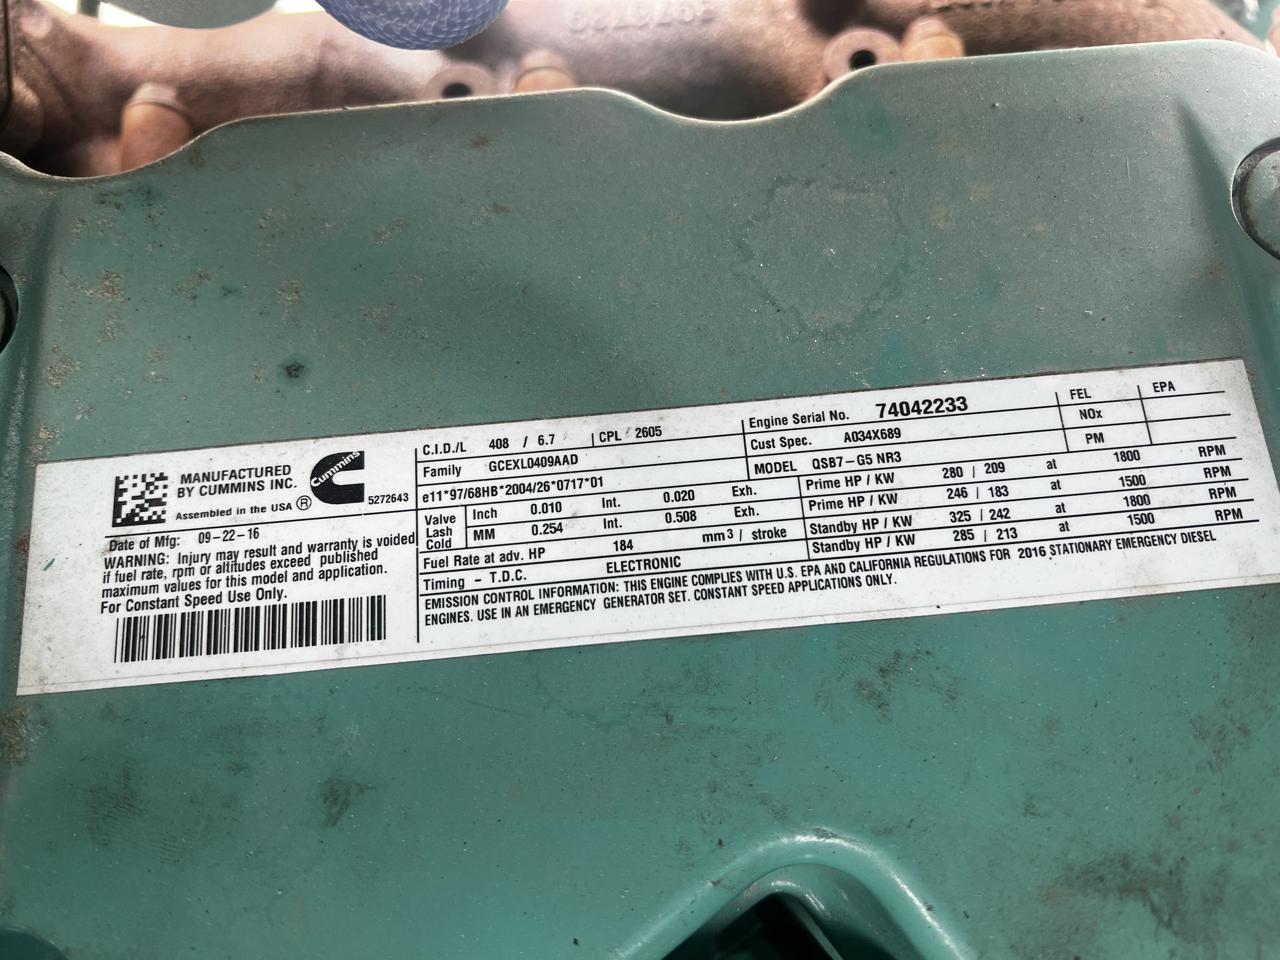 MANUFACTURED
BY CUMMINS INC.
Assembled in the USA ®
Cummins
5272643
Date of Mfg: 09-22-16
WARNING: Injury may result and warranty is voided
if fuel rate, rpm or altitudes exceed published
maximum values for this model and application.
For Constant Speed Use Only.
C.I.D./L 408 / 6.7 CPL 2605
Family GCEXL0409AAD
e11*97/68HB*2004/26*0717*01
Valve Lash Cold
Inch 0.010 Int. 0.020 Exh.
MM 0.254 Int. 0.508 Exh.
Fuel Rate at adv. HP 184 mm3 / stroke
Timing - T.D.C. ELECTRONIC
Engine Serial No. 74042233
Cust Spec. A034X689
MODEL QSB7-G5 NR3
FEL EPA
NOx
PM
Prime HP / KW 280 / 209 at 1800 RPM
Prime HP / KW 246 / 183 at 1500 RPM
Standby HP / KW 325 / 242 at 1800 RPM
Standby HP / KW 285 / 213 at 1500 RPM
EMISSION CONTROL INFORMATION: THIS ENGINE COMPLIES WITH U.S. EPA AND CALIFORNIA REGULATIONS FOR 2016 STATIONARY EMERGENCY DIESEL
ENGINES. USE IN AN EMERGENCY GENERATOR SET. CONSTANT SPEED APPLICATIONS ONLY.